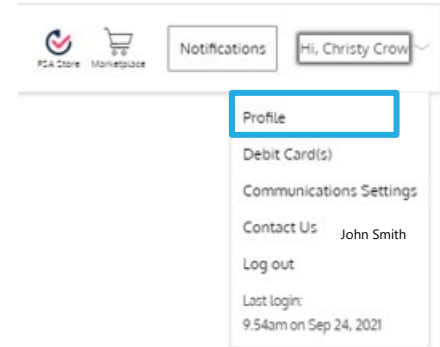 FSA Store Marketplace Notifications Hi, Christy Crow
Profile
Debit Card(s)
Communications Settings
Contact Us John Smith
Log out
Last login:
9.54am on Sep 24, 2021